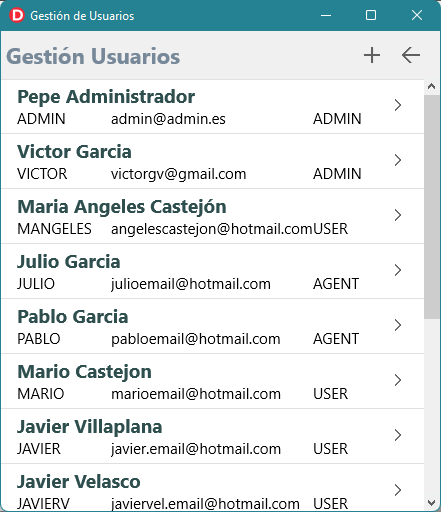 D Gestión de Usuarios
Gestión Usuarios
Pepe Administrador
ADMIN admin@admin.es ADMIN
Victor Garcia
VICTOR victorgv@gmail.com ADMIN
Maria Angeles Castejón
MANGELES angelescastejon@hotmail.comUSER
Julio Garcia
JULIO julioemail@hotmail.com AGENT
Pablo Garcia
PABLO pabloemail@hotmail.com AGENT
Mario Castejon
MARIO marioemail@hotmail.com USER
Javier Villaplana
JAVIER javier.email@hotmail.com USER
Javier Velasco
JAVIERV javiervel.email@hotmail.com USER